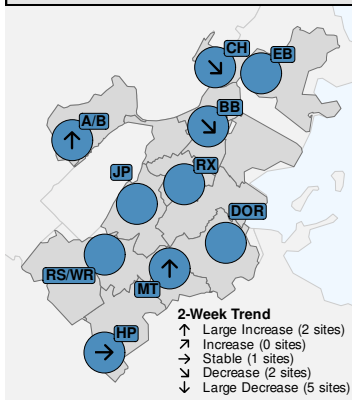 CH
EB
BB
A/B
RX
JP
DOR
RS/WR
MT
HP
2-Week Trend
↑ Large Increase (2 sites)
↗ Increase (0 sites)
→ Stable (1 sites)
↘ Decrease (2 sites)
↓ Large Decrease (5 sites)